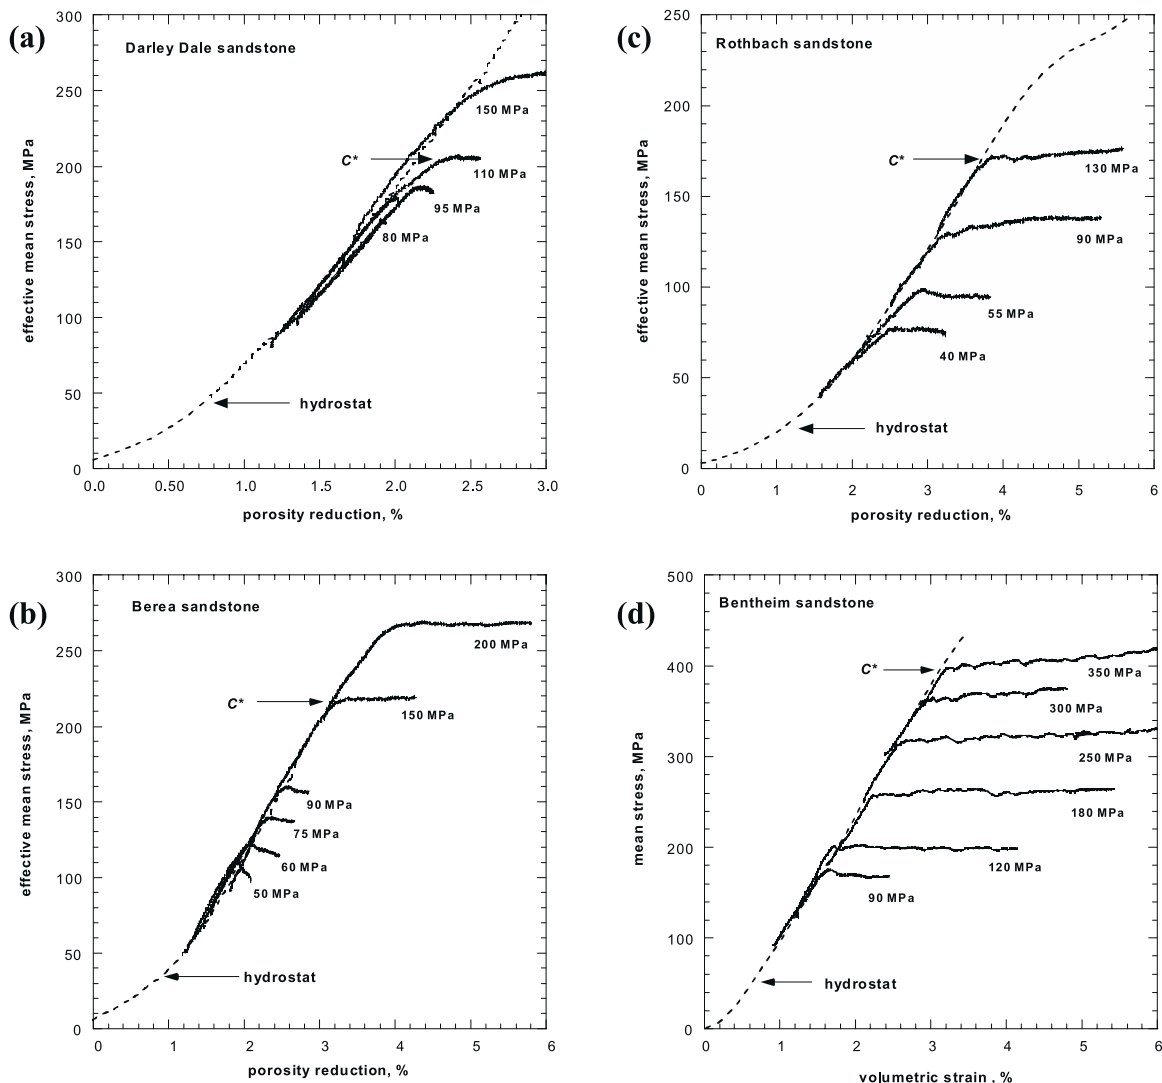 (a)
Darley Dale sandstone
300
250
200
150
100
50
0
effective mean stress, MPa
150 MPa
C*
110 MPa
95 MPa
80 MPa
hydrostat
0.0 0.5 1.0 1.5 2.0 2.5 3.0
porosity reduction, %
(c)
Rothbach sandstone
250
200
150
100
50
0
effective mean stress, MPa
C*
130 MPa
90 MPa
55 MPa
40 MPa
hydrostat
0 1 2 3 4 5 6
porosity reduction, %
(b)
Berea sandstone
300
250
200
150
100
50
0
effective mean stress, MPa
200 MPa
C*
150 MPa
90 MPa
75 MPa
60 MPa
50 MPa
hydrostat
0 1 2 3 4 5 6
porosity reduction, %
(d)
Bentheim sandstone
500
400
300
200
100
0
mean stress, MPa
C*
350 MPa
300 MPa
250 MPa
180 MPa
120 MPa
90 MPa
hydrostat
0 1 2 3 4 5 6
volumetric strain , %